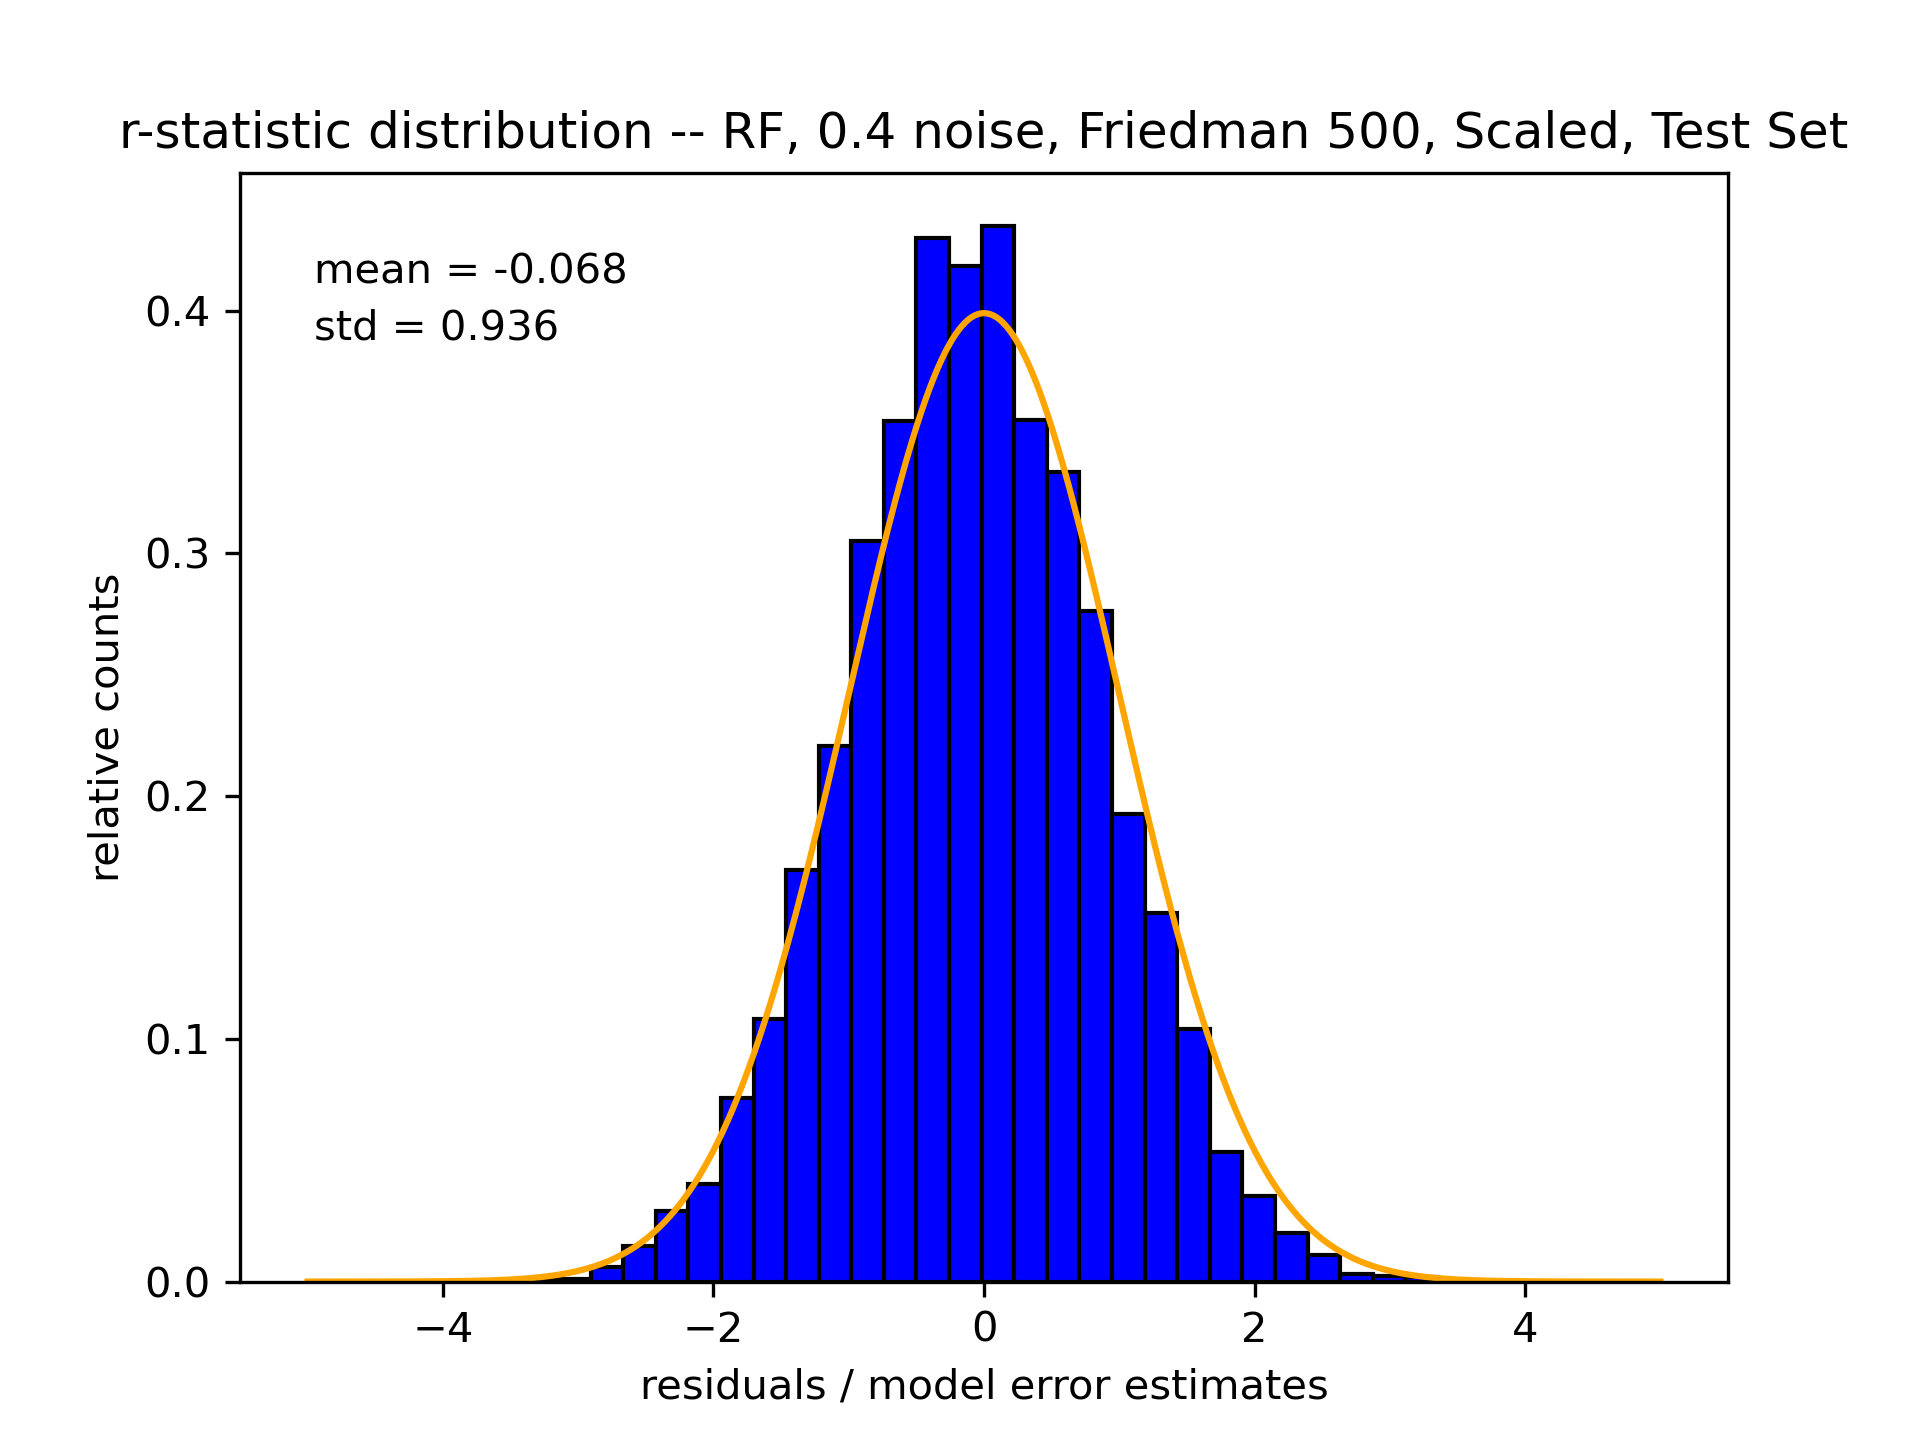 r-statistic distribution -- RF, 0.4 noise, Friedman 500, Scaled, Test Set
mean = -0.068
std = 0.936
relative counts
0.4
0.3
0.2
0.1
0.0
−4 −2 0 2 4
residuals / model error estimates